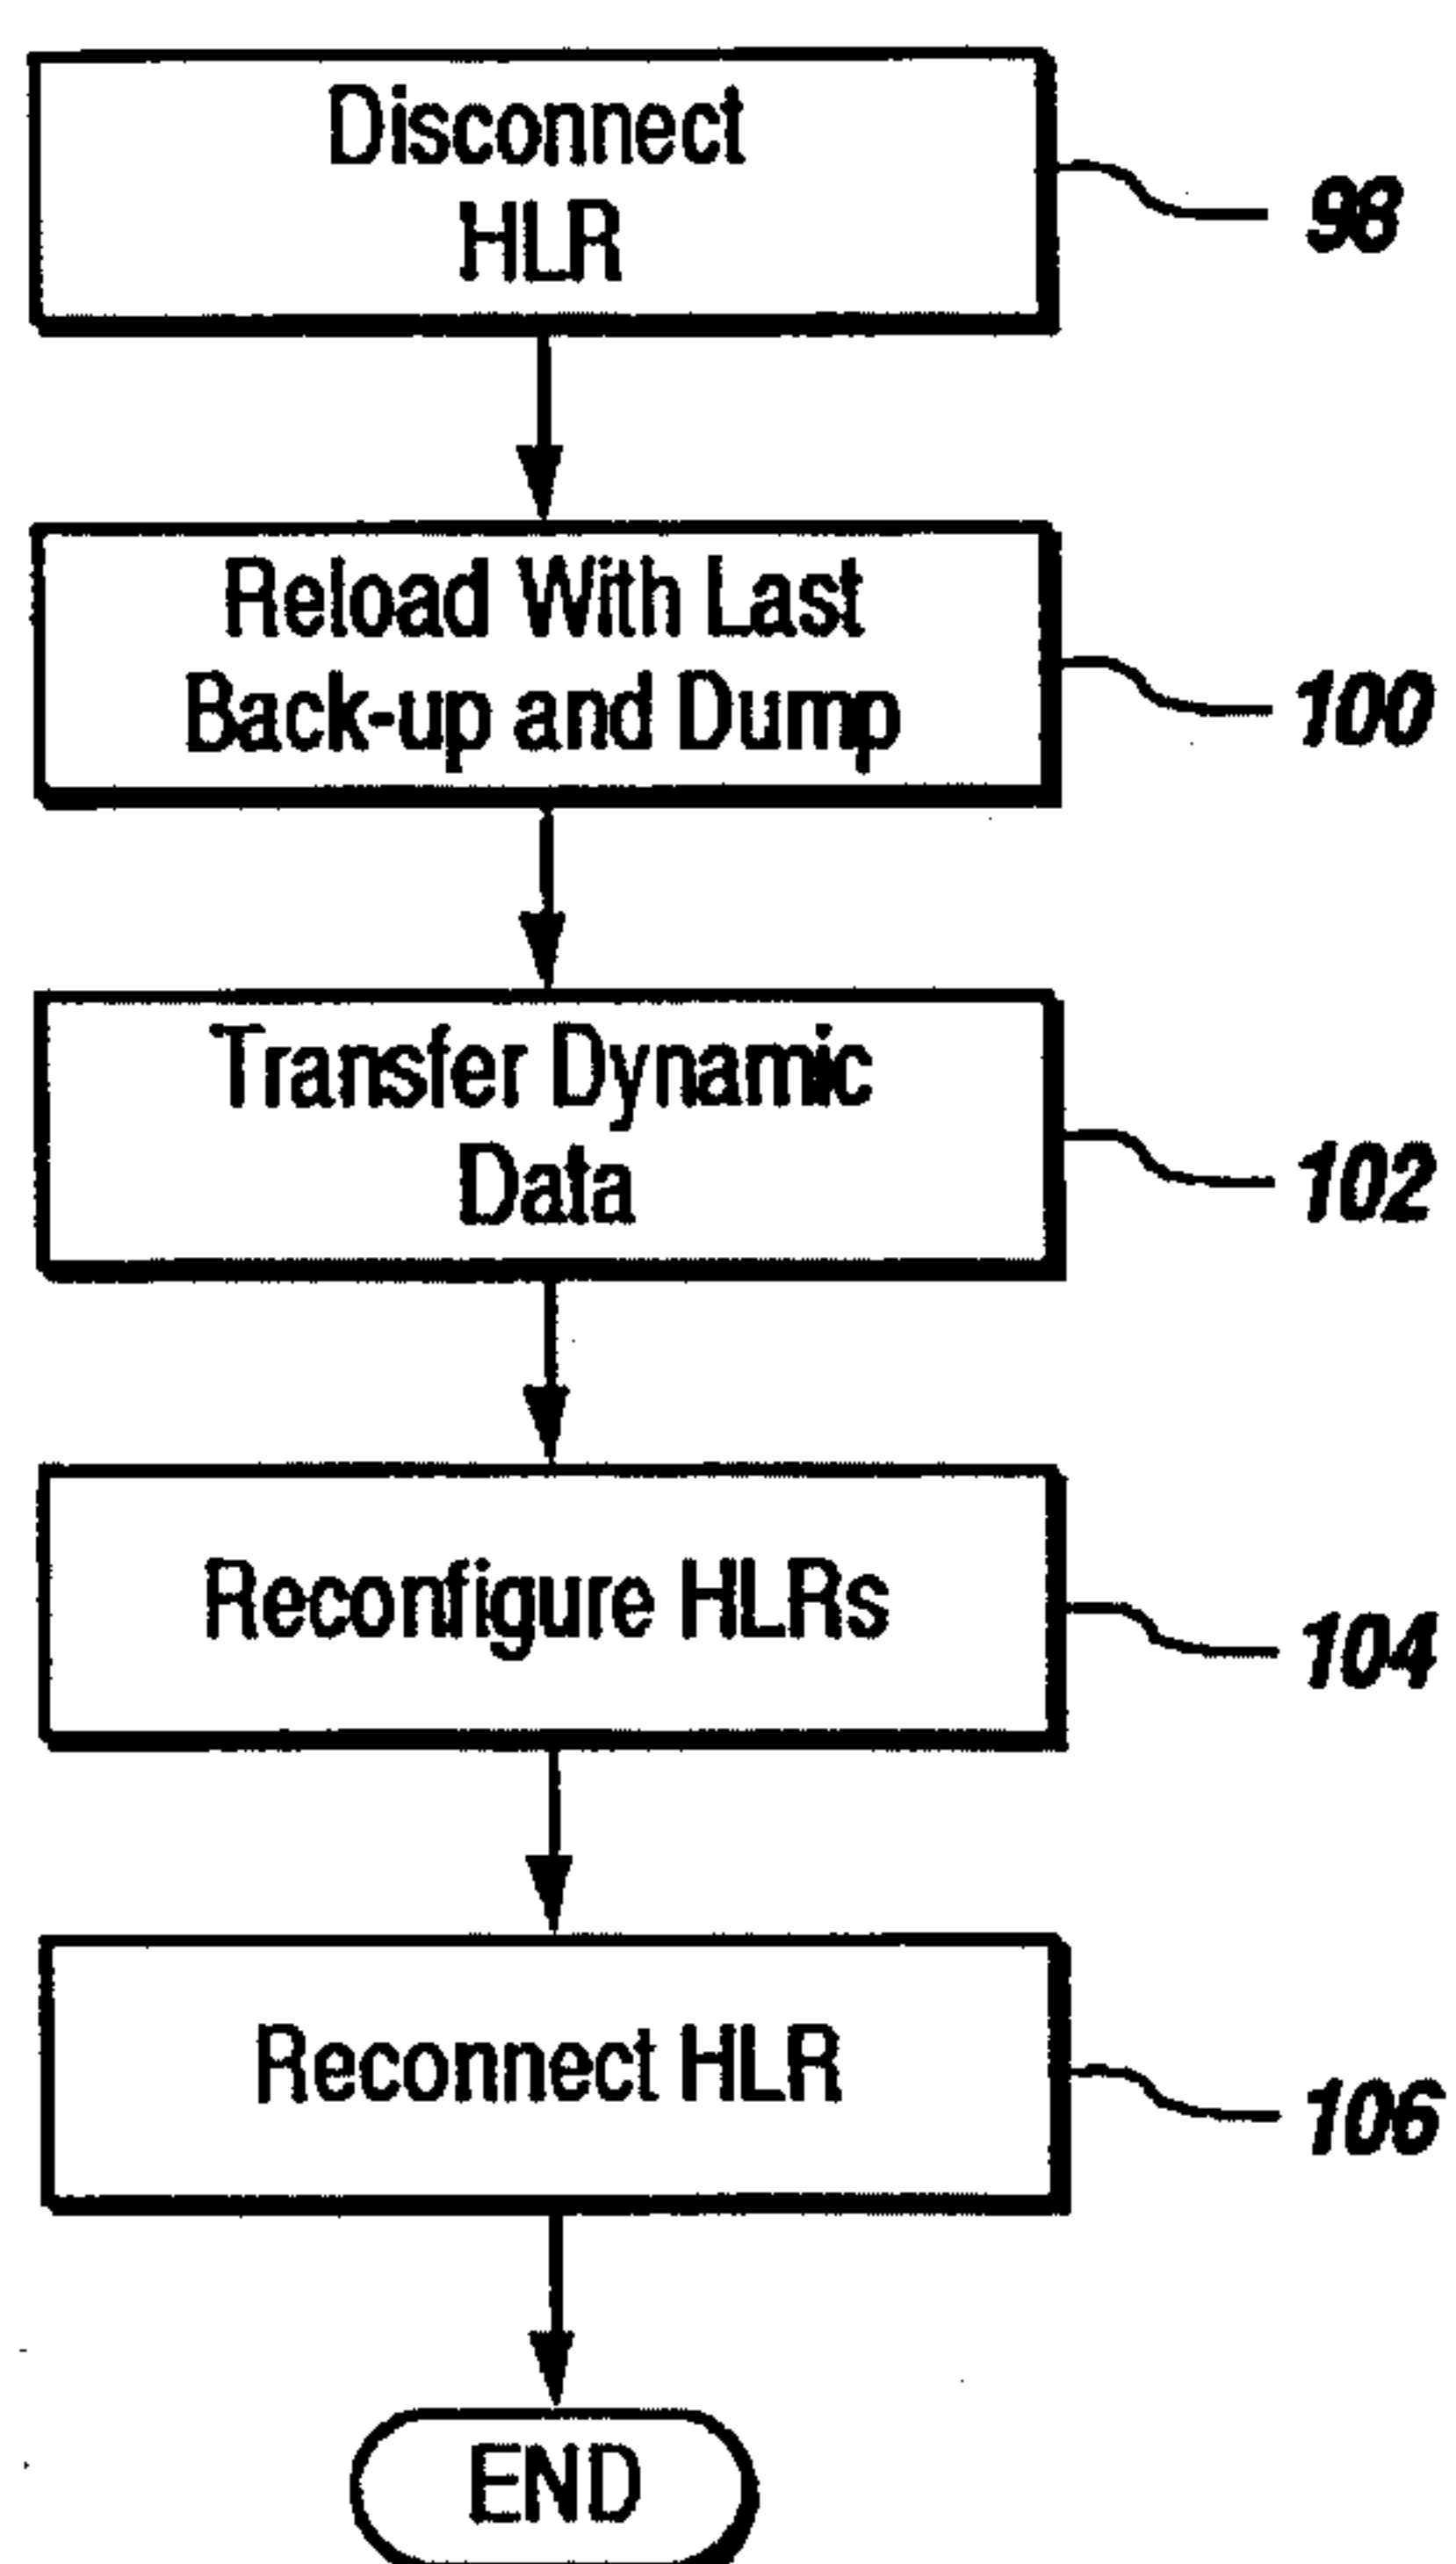 Disconnect
HLR
98
Reload With Last
Back-up and Dump
100
Transfer Dynamic
Data
102
Reconfigure HLRs
104
Reconnect HLR
106
END